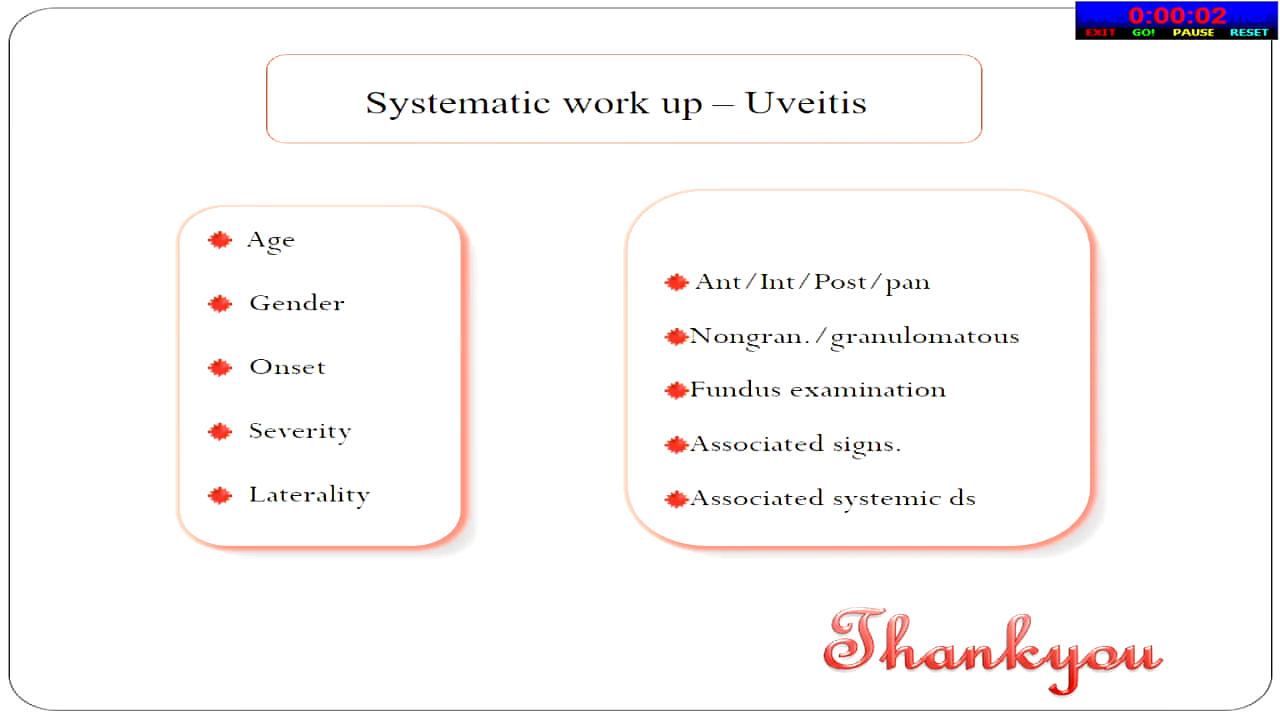 0:00:02
EXIT GO! PAUSE RESET
Systematic work up – Uveitis
Age
Gender
Onset
Severity
Laterality
Ant/Int/Post/pan
Nongran./granulomatous
Fundus examination
Associated signs.
Associated systemic ds
Thankyou